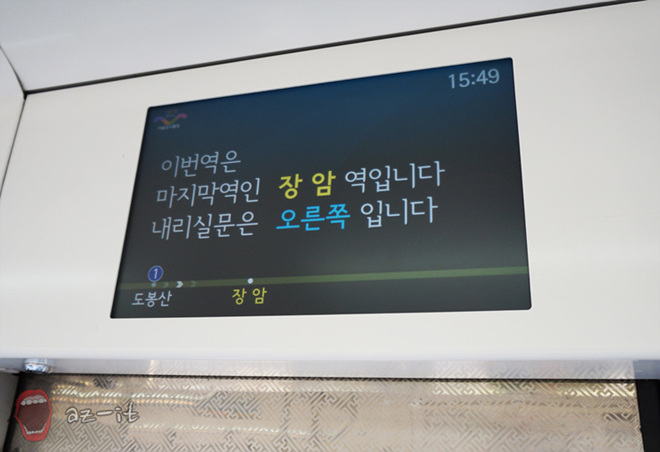 15:49
이번역은
마지막역인 장암 역입니다
내리실문은 오른쪽 입니다
1
도봉산 장암
az-it